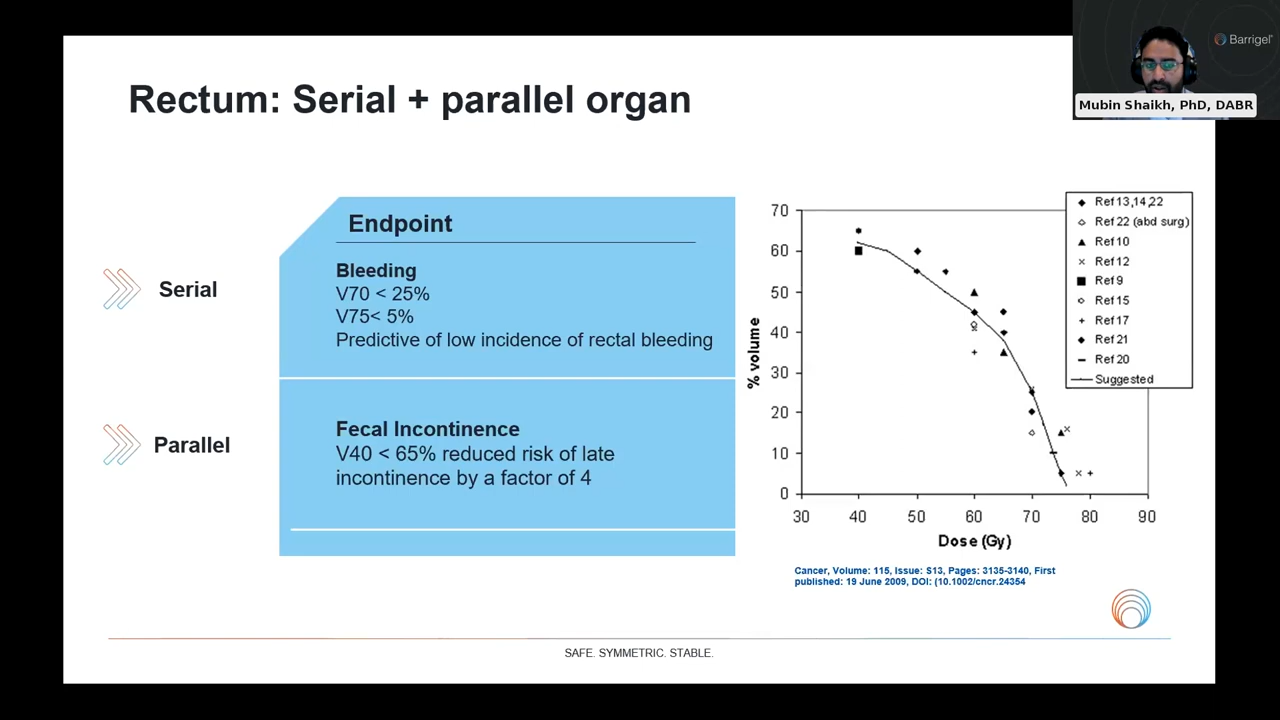 Barrigel
Mubin Shaikh, PhD, DABR
Rectum: Serial + parallel organ
Endpoint
Serial
Bleeding
V70 < 25%
V75< 5%
Predictive of low incidence of rectal bleeding
Parallel
Fecal Incontinence
V40 < 65% reduced risk of late
incontinence by a factor of 4
% volume
70
60
50
40
30
20
10
0
30 40 50 60 70 80 90
Dose (Gy)
Ref 13,14,22
Ref 22 (abd surg)
Ref 10
Ref 12
Ref 9
Ref 15
Ref 17
Ref 21
Ref 20
Suggested
Cancer, Volume: 115, Issue: S13, Pages: 3135-3140, First
published: 19 June 2009, DOI: (10.1002/cncr.24354
SAFE. SYMMETRIC. STABLE.